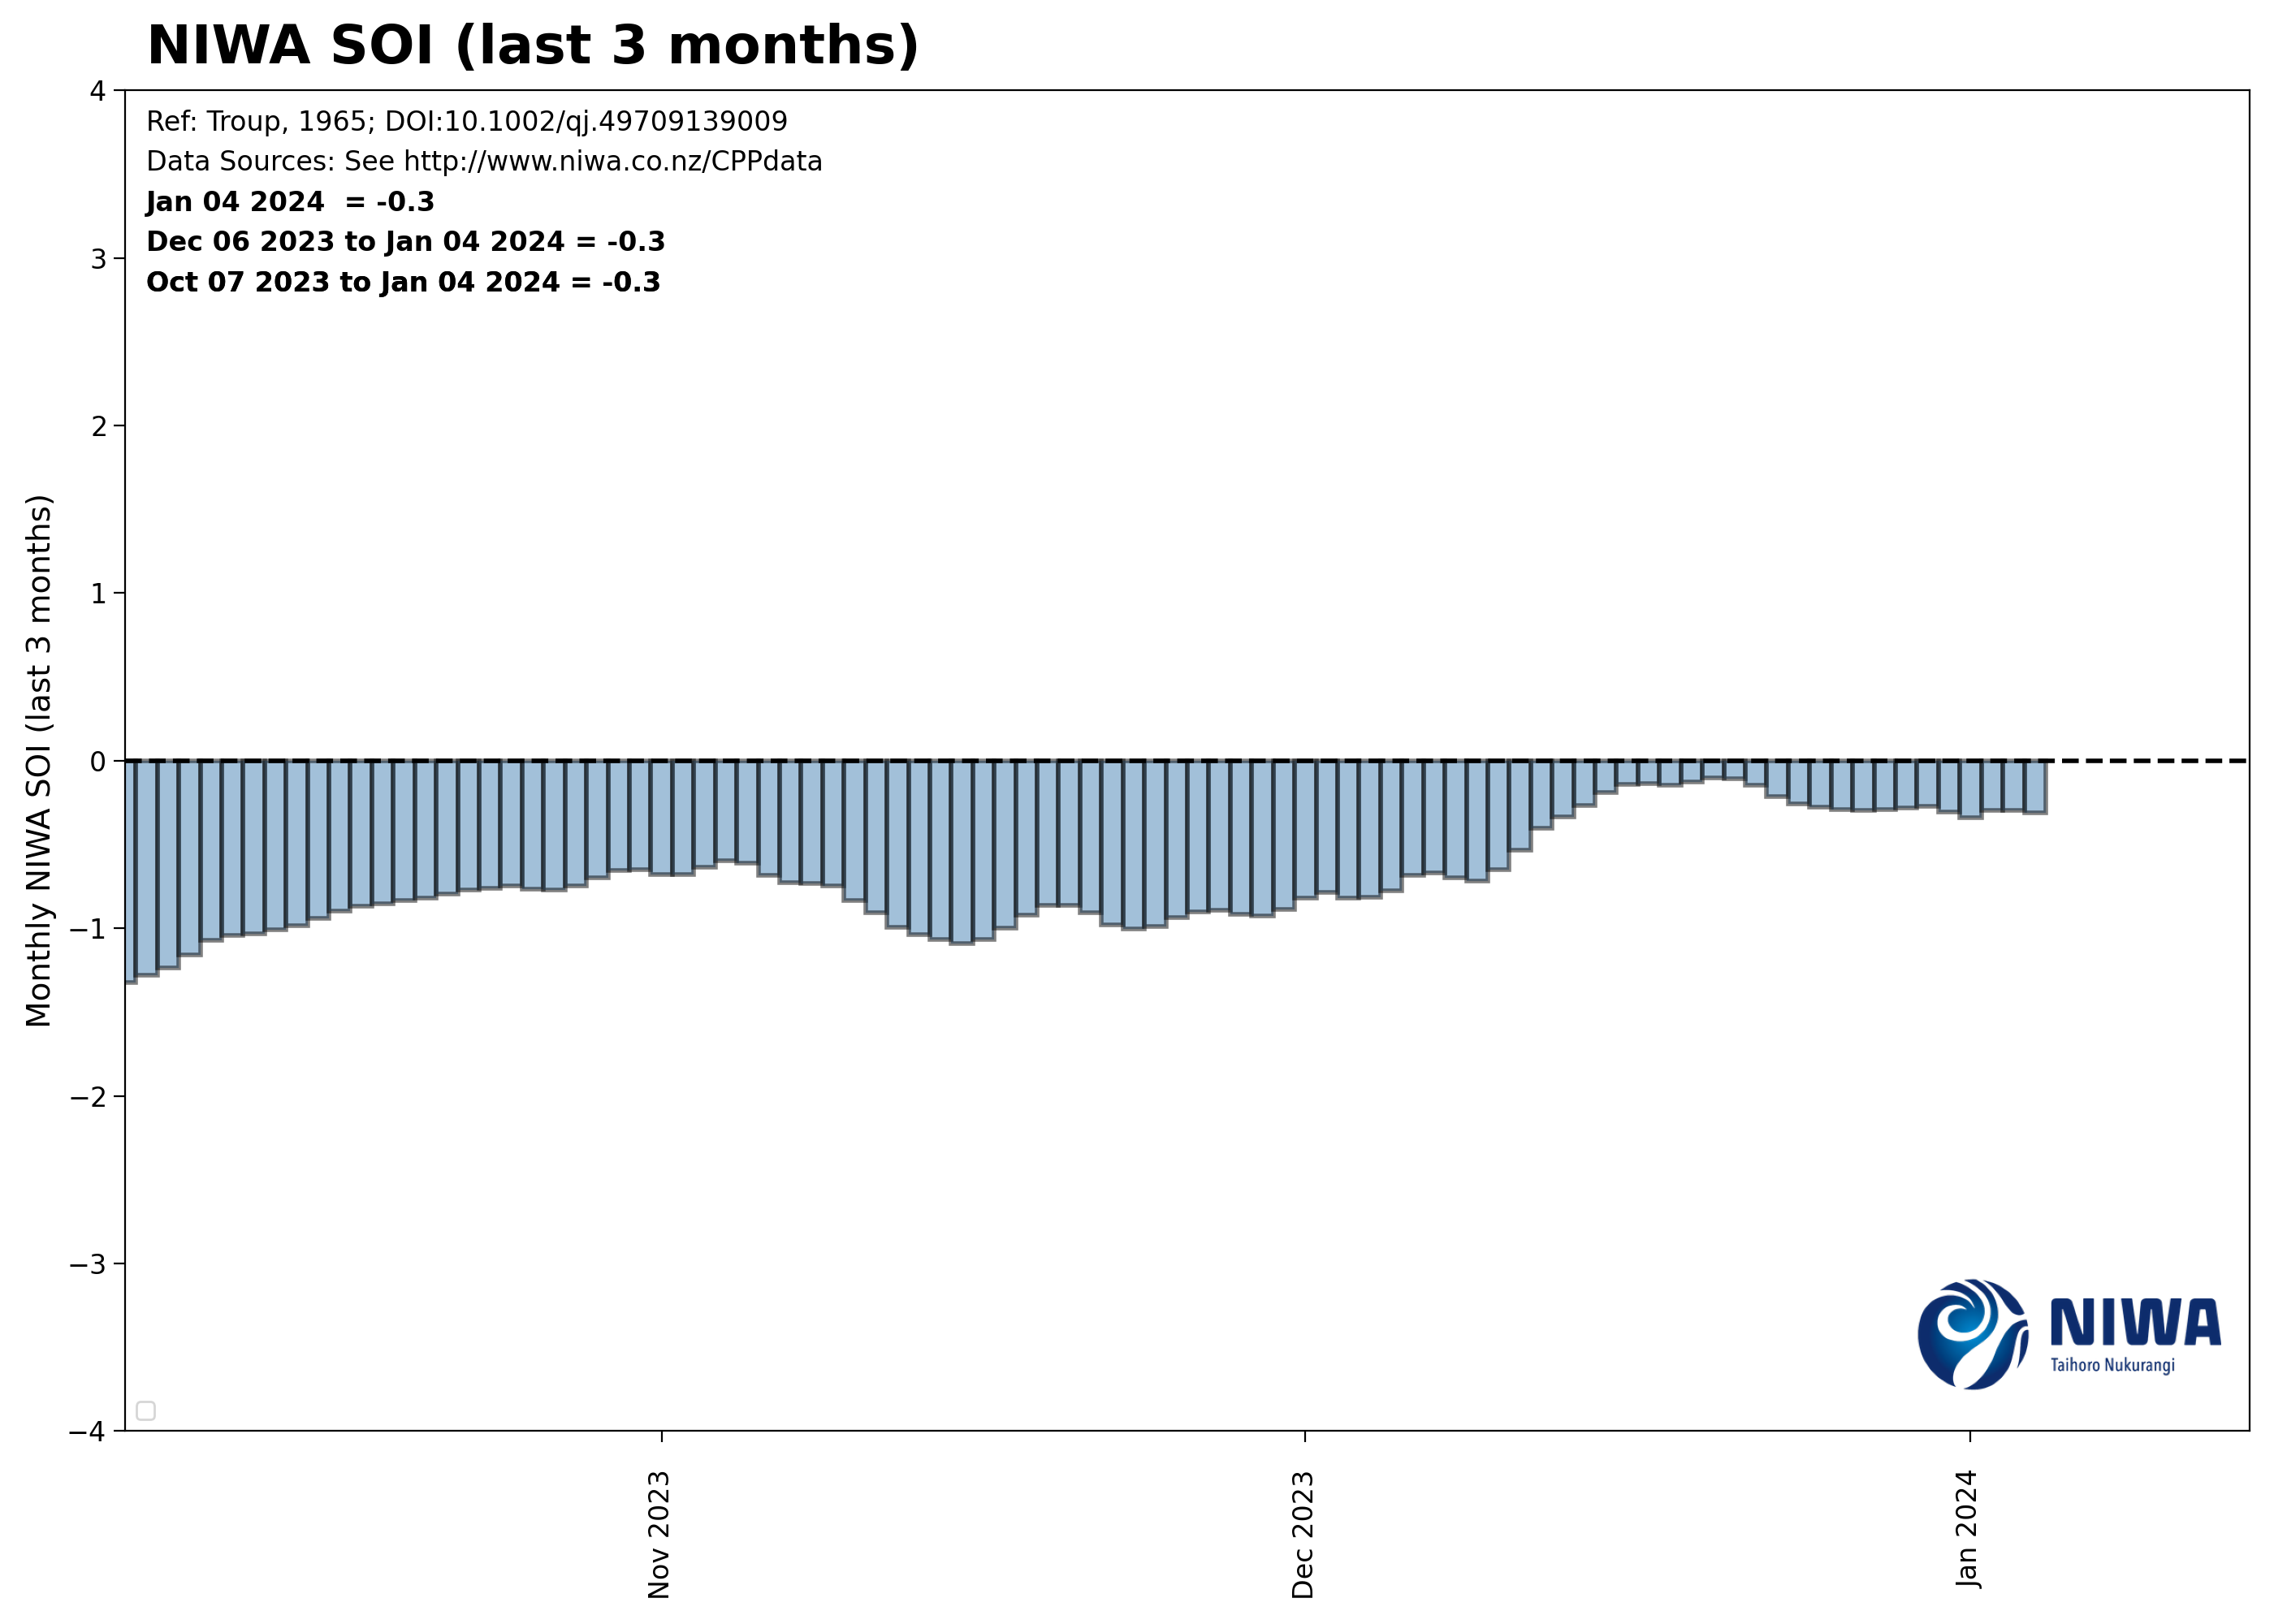 NIWA SOI (last 3 months)
Ref: Troup, 1965; DOI:10.1002/qj.49709139009
Data Sources: See http://www.niwa.co.nz/CPPdata
Jan 04 2024  = -0.3
Dec 06 2023 to Jan 04 2024 = -0.3
Oct 07 2023 to Jan 04 2024 = -0.3
Monthly NIWA SOI (last 3 months)
4
3
2
1
0
−1
−2
−3
−4
Nov 2023
Dec 2023
Jan 2024
NIWA
Taihoro Nukurangi